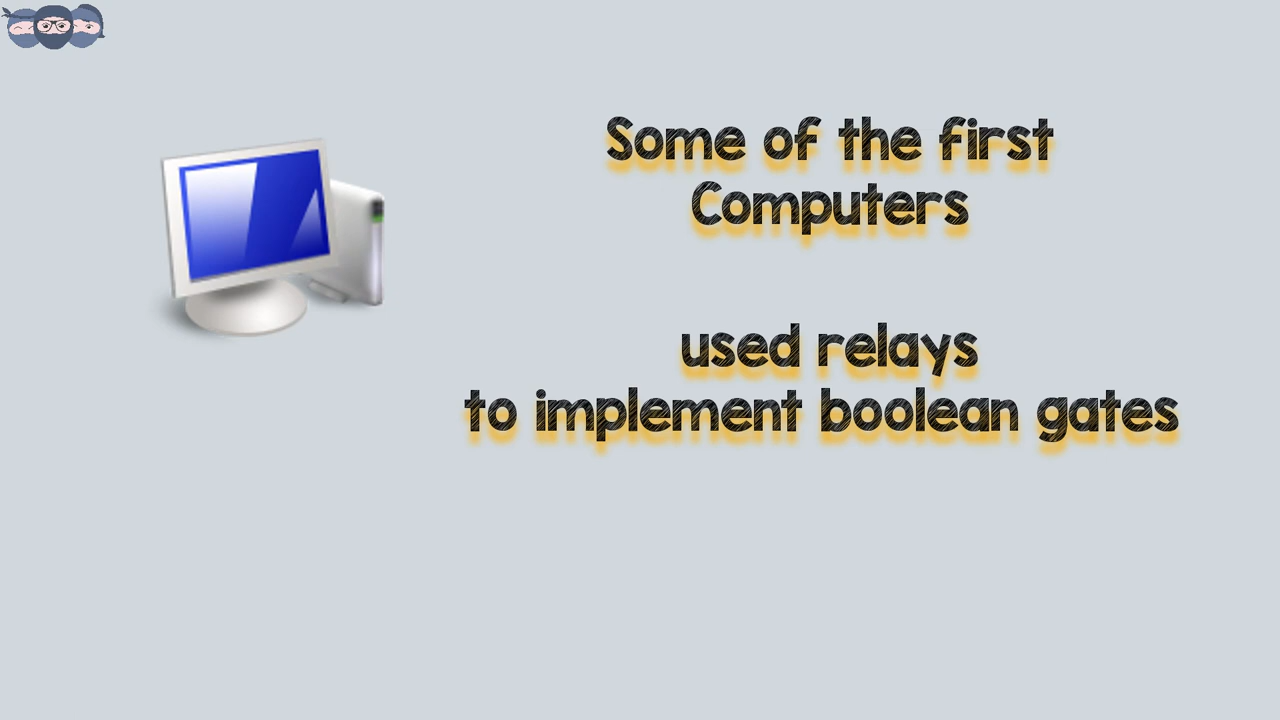 Some of the first
Computers
used relays
to implement boolean gates